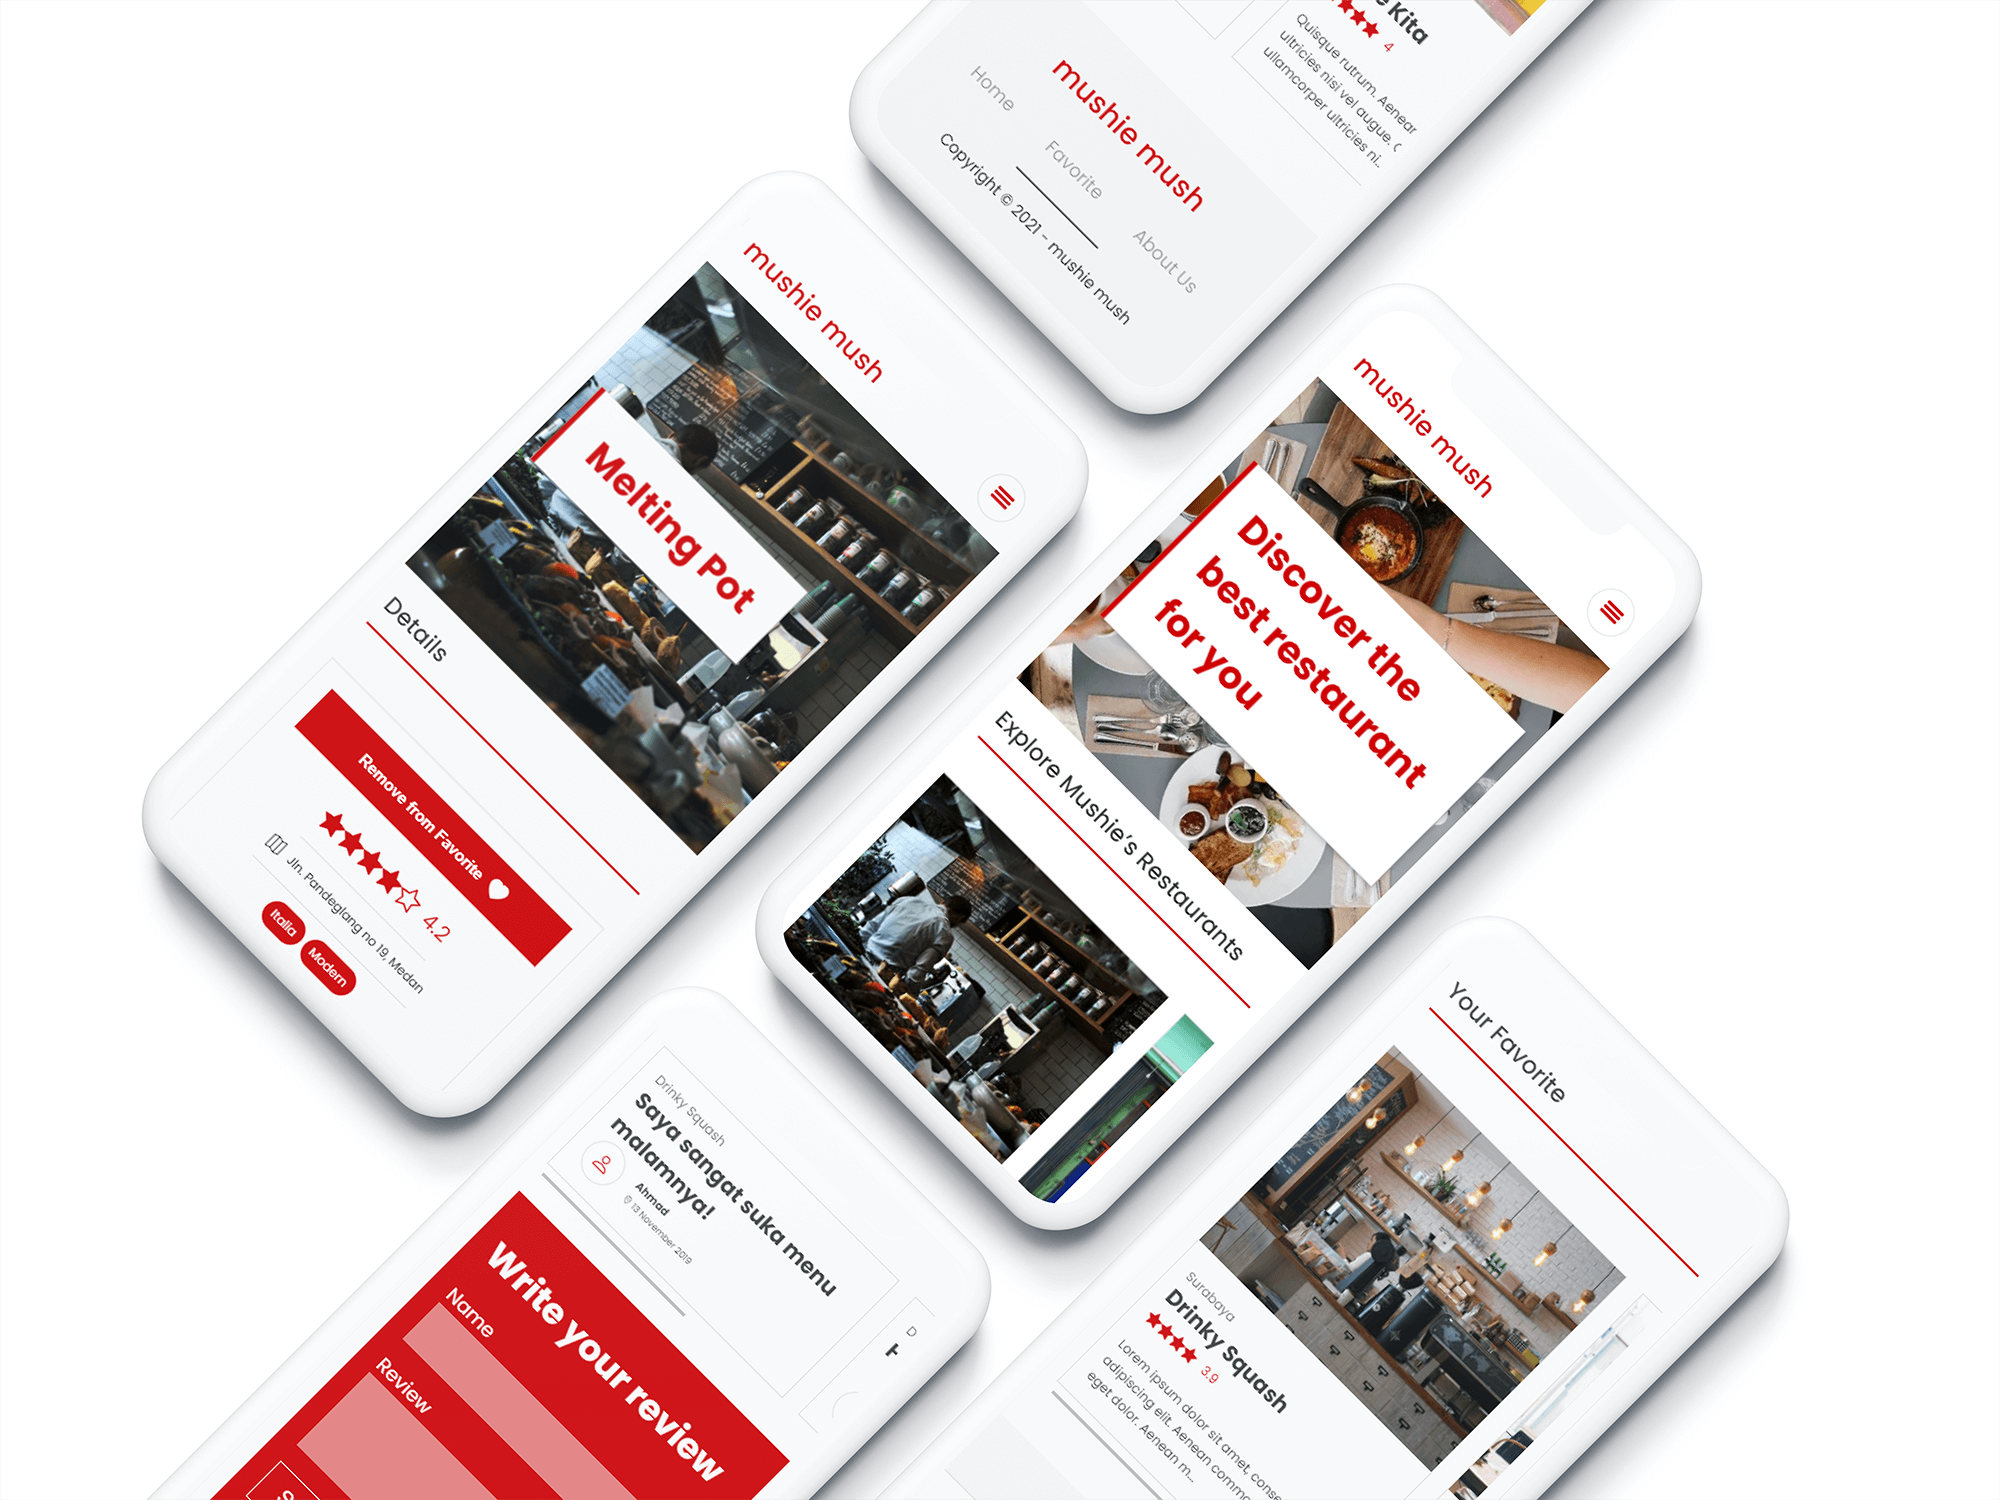 e Kita
4
Quisque rutrum. Aenean
ultricies nisi vel augue. C
ullamcorper ultricies ni...
mushie mush
Home
Favorite
About Us
Copyright © 2021 - mushie mush
mushie mush
Melting Pot
Details
Remove from Favorite
4.2
Jln. Pandeglang no 19, Medan
Italia
Modern
mushie mush
Discover the
best restaurant
for you
Explore Mushie's Restaurants
Drinky Squash
Saya sangat suka menu
malamnya!
Ahmad
13 November 2019
D
Write your review
Name
Review
S
Your Favorite
Surabaya
Drinky Squash
3.9
Lorem ipsum dolor sit amet, conse
adipiscing elit. Aenean commo
eget dolor. Aenean m...